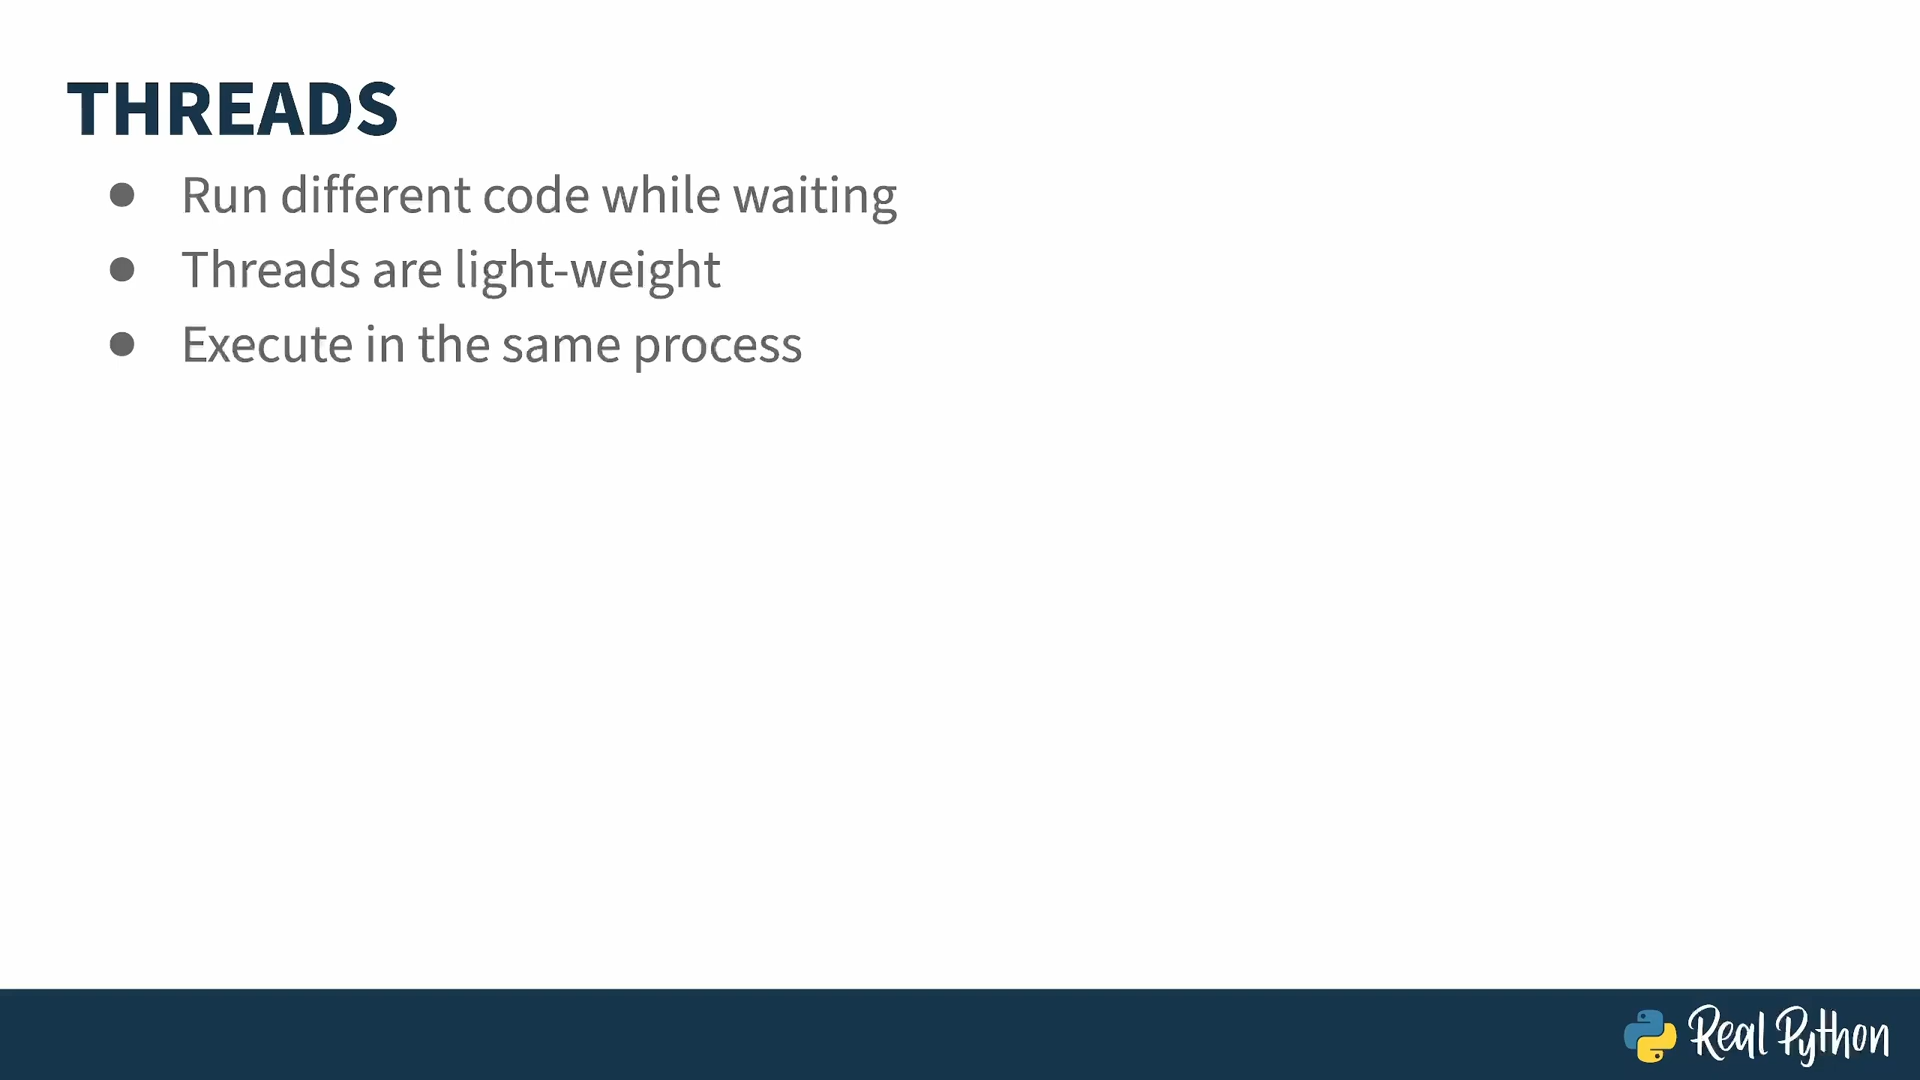 THREADS
● Run different code while waiting
● Threads are light-weight
● Execute in the same process
Real Python